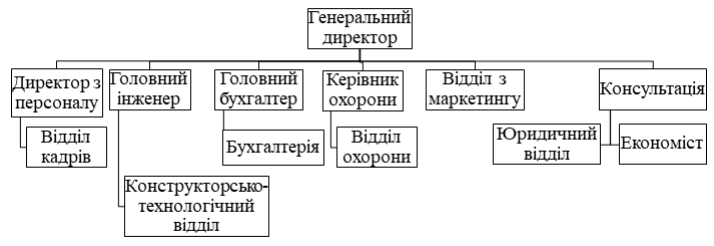 Генеральний
директор
Директор з
персоналу
Головний
інженер
Головний
бухгалтер
Керівник
охорони
Відділ з
маркетингу
Консультація
Відділ
кадрів
Бухгалтерія
Відділ
охорони
Юридичний
відділ
Економіст
Конструкторсько-
технологічний
відділ